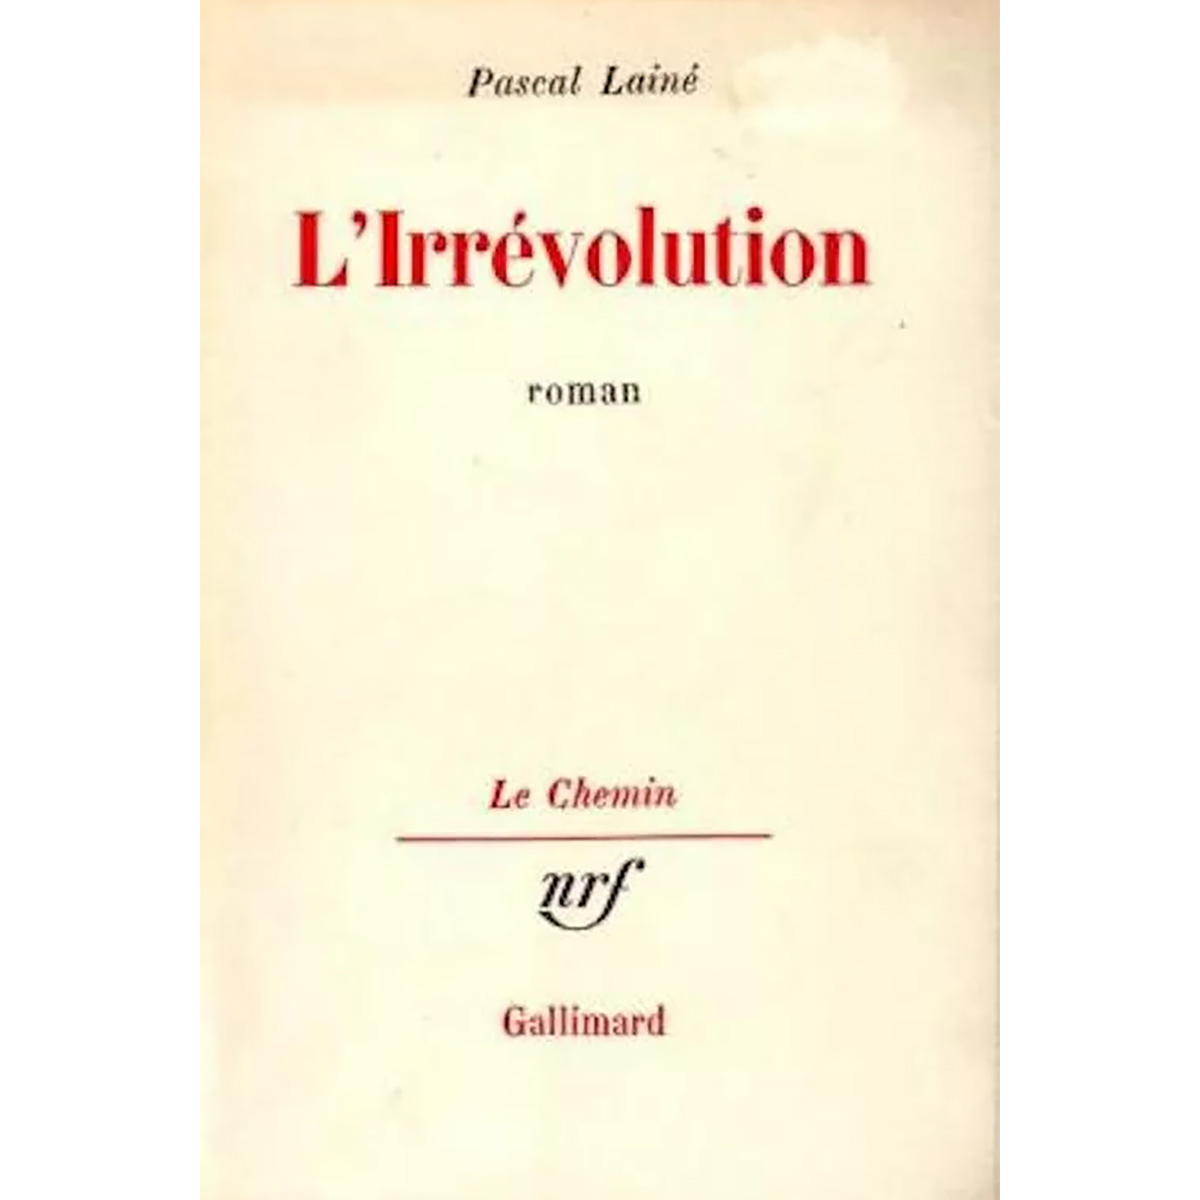 Pascal Lainé
L'Irrévolution
roman
Le Chemin
nrf
Gallimard